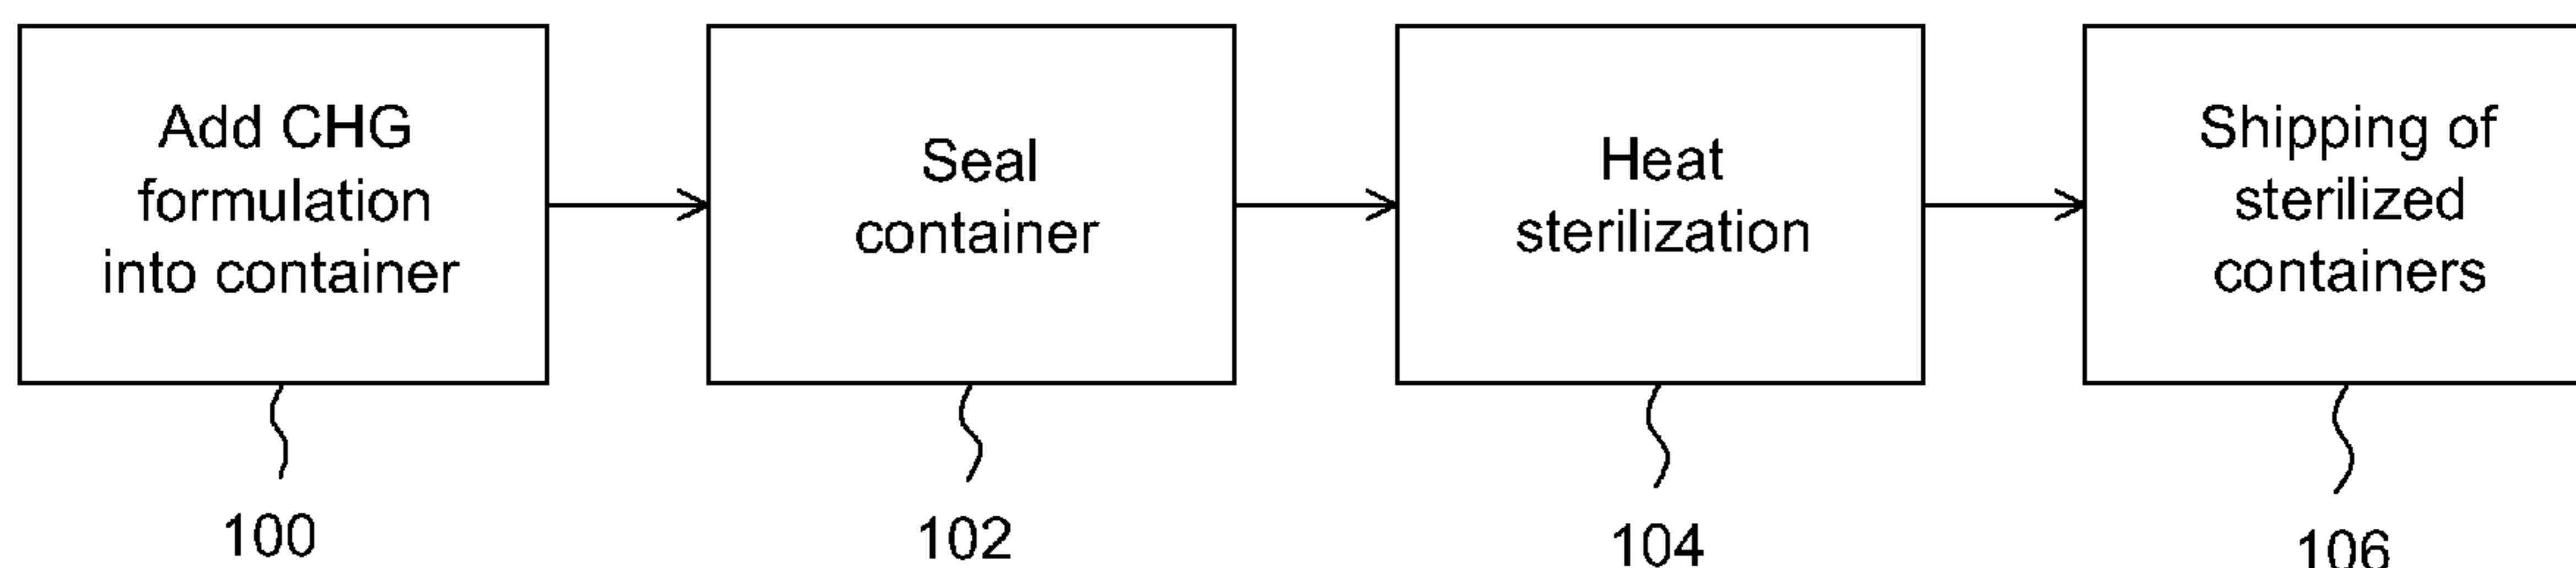 Add CHG
formulation
into container
Seal
container
Heat
sterilization
Shipping of
sterilized
containers
100
102
104
106